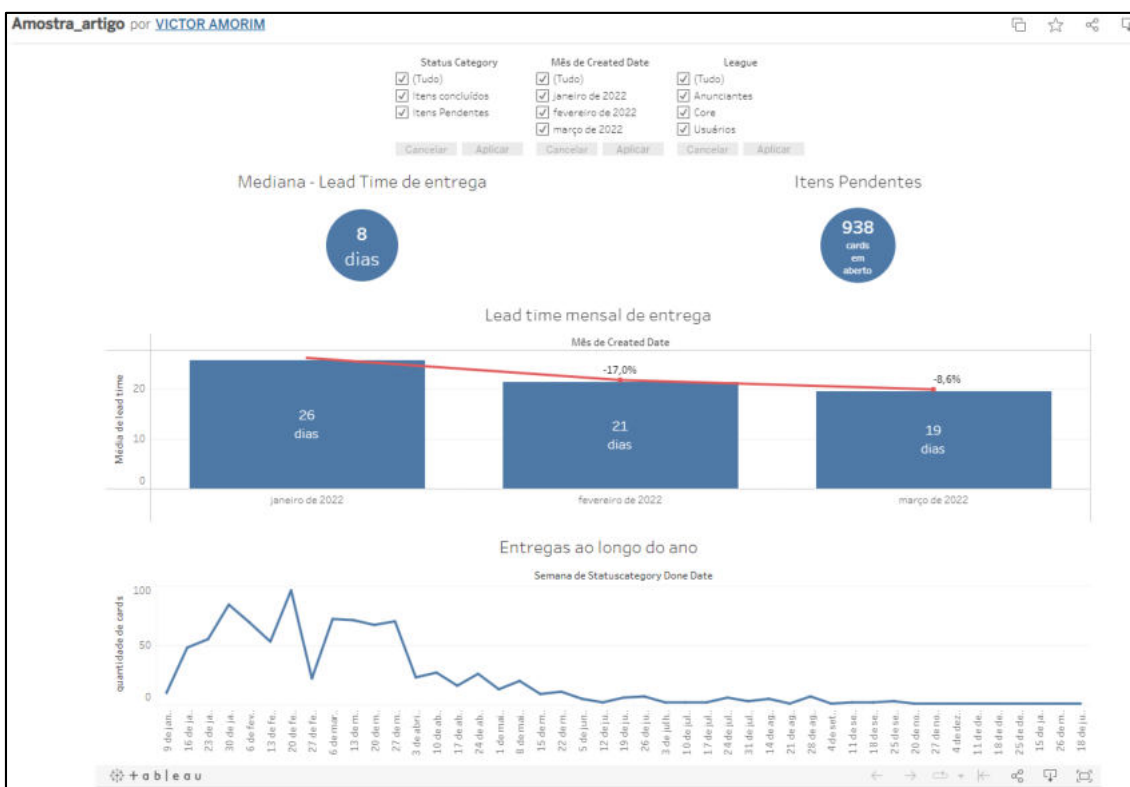 Amostra_artigo por VICTOR AMORIM
Status Category
(Tudo)
Itens concluídos
Itens Pendentes
Cancelar Aplicar
Mês de Created Date
(Tudo)
janeiro de 2022
fevereiro de 2022
março de 2022
Cancelar Aplicar
League
(Tudo)
Anunciantes
Core
Usuários
Cancelar Aplicar
Mediana - Lead Time de entrega
8
dias
Itens Pendentes
938
cards
em
aberto
Lead time mensal de entrega
Mês de Created Date
Média de lead time
20
10
0
-17,0%
-8,6%
26
dias
21
dias
19
dias
janeiro de 2022
fevereiro de 2022
março de 2022
Entregas ao longo do ano
Semana de Statuscategory Done Date
quantidade de cards
100
50
0
9 de jan..
16 de ja..
23 de ja..
30 de ja..
6 de fev..
13 de fe..
20 de fe..
27 de fe..
6 de mar..
13 de m..
20 de m..
27 de m..
3 de abri..
10 de ab..
17 de ab..
24 de ab..
1 de mai..
8 de mai..
15 de m..
22 de m..
5 de jun..
12 de ju..
19 de ju..
26 de ju..
3 de julh..
10 de jul..
17 de jul..
24 de jul..
31 de jul..
14 de ag..
21 de ag..
28 de ag..
4 de set..
11 de se..
18 de se..
25 de se..
20 de no..
27 de no..
4 de dez..
11 de de..
18 de de..
25 de de..
15 de ja..
26 de m..
18 de ju..
+ableau